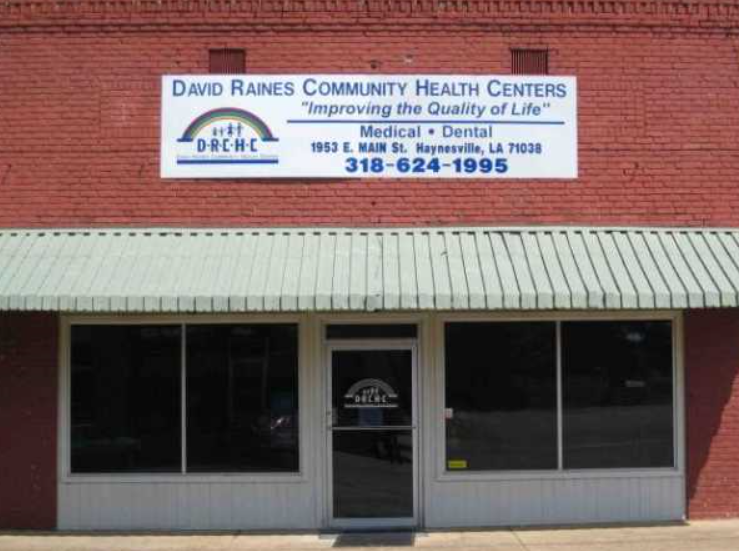 DAVID RAINES COMMUNITY HEALTH CENTERS
"Improving the Quality of Life"
D·R·C·H·C
Medical • Dental
1953 E. MAIN St. Haynesville, LA 71038
318-624-1995
D·R·C·H·C